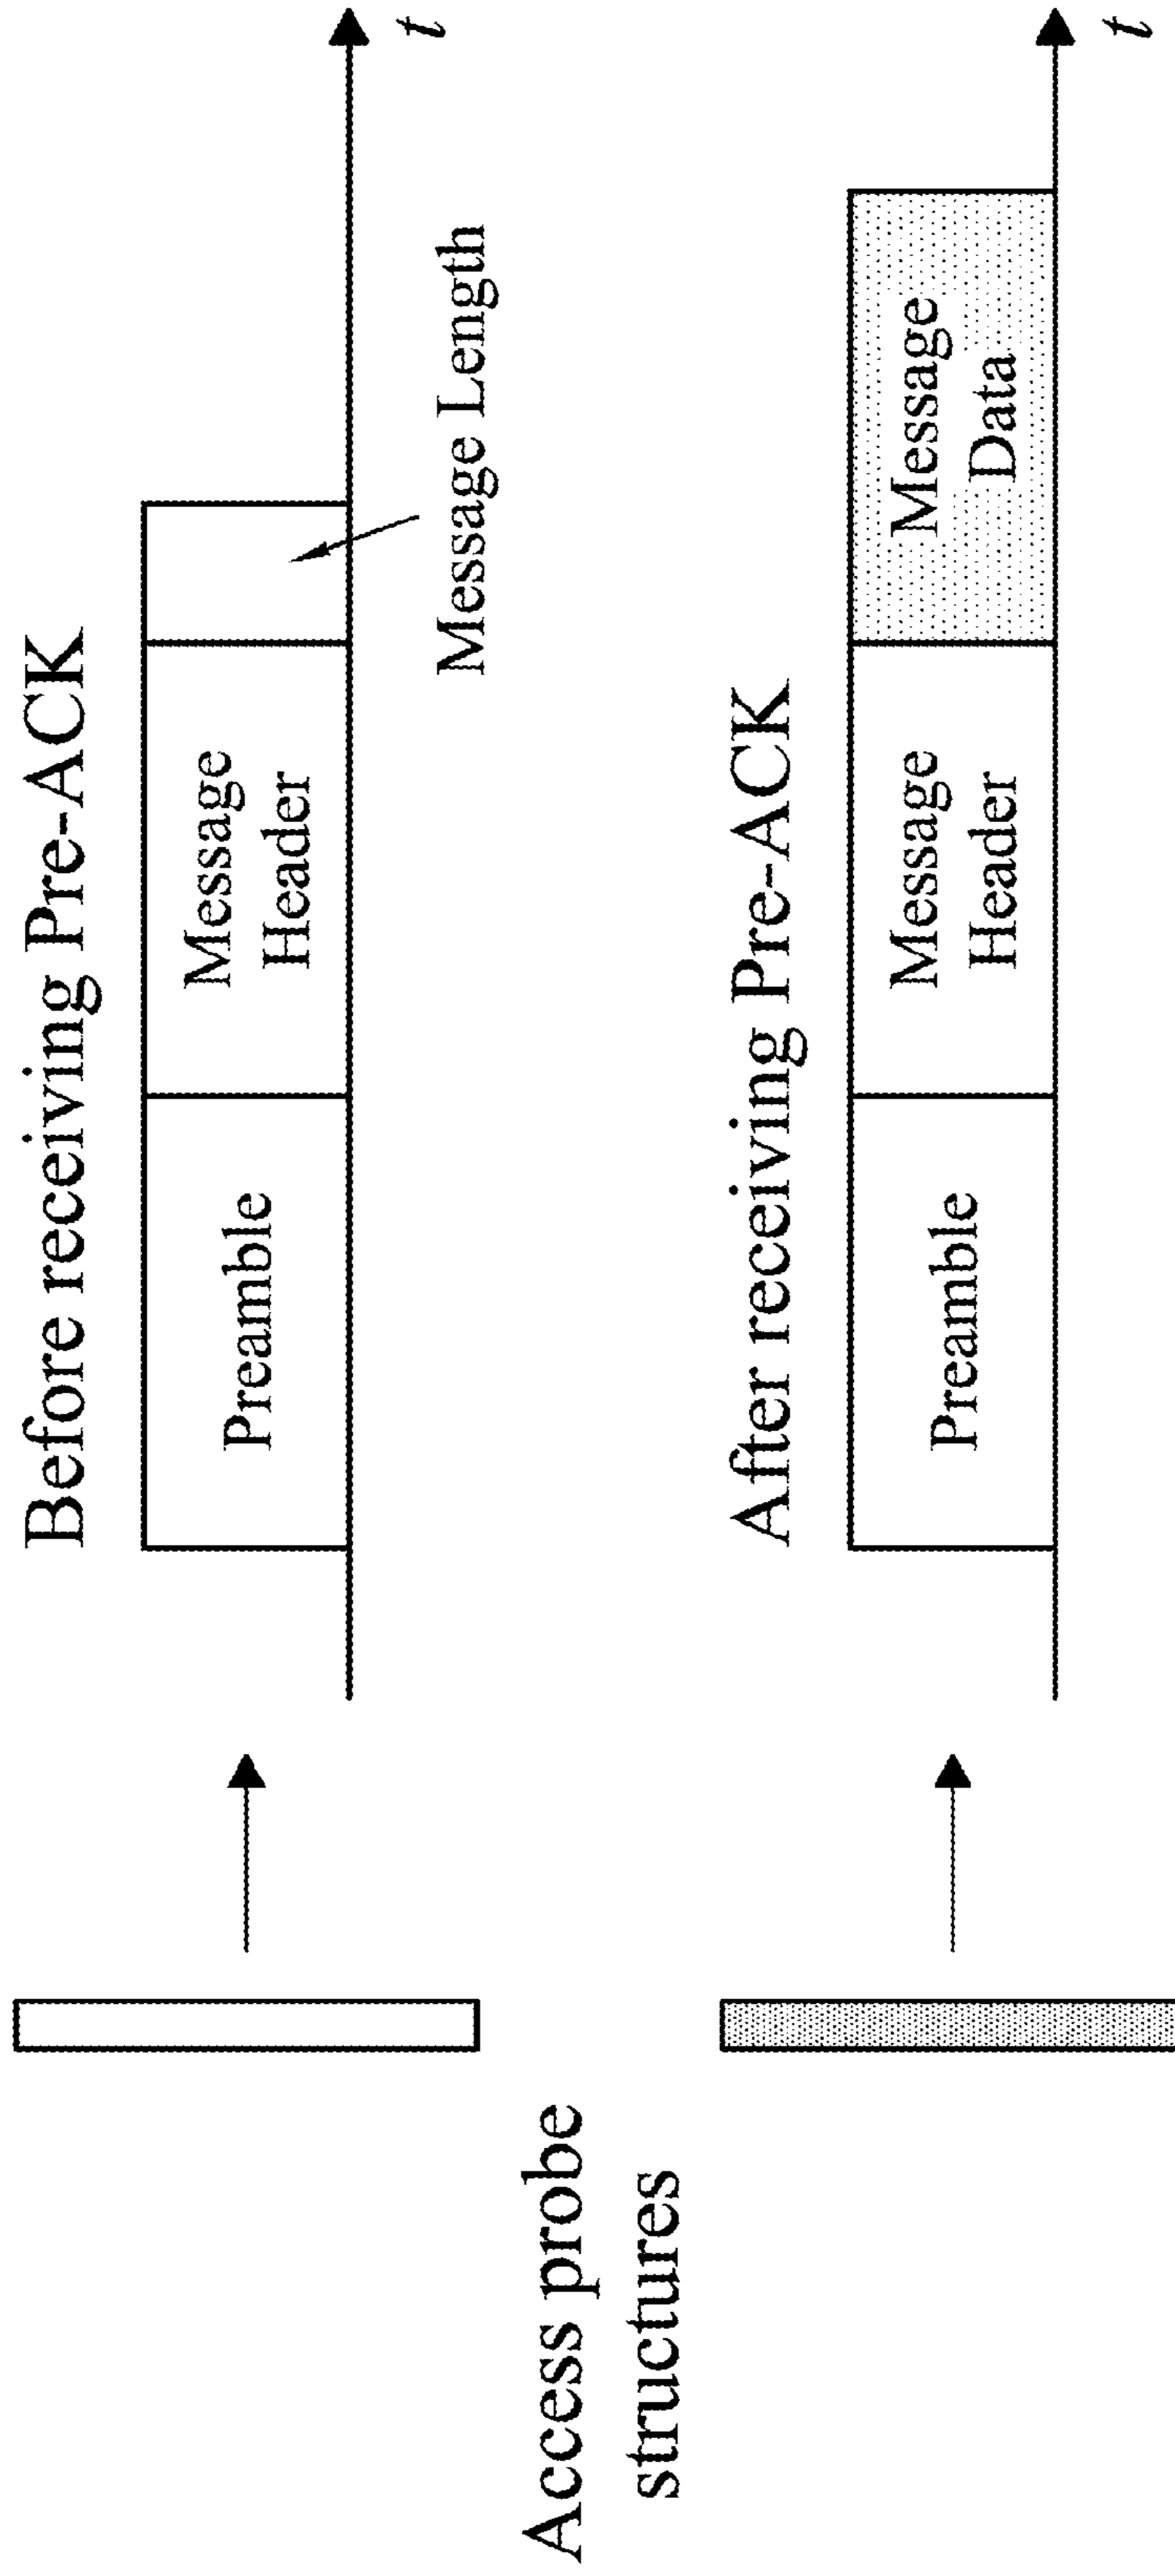 Access probe
structures
Before receiving Pre-ACK
Preamble
Message
Header
Message Length
t
After receiving Pre-ACK
Preamble
Message
Header
Message
Data
t